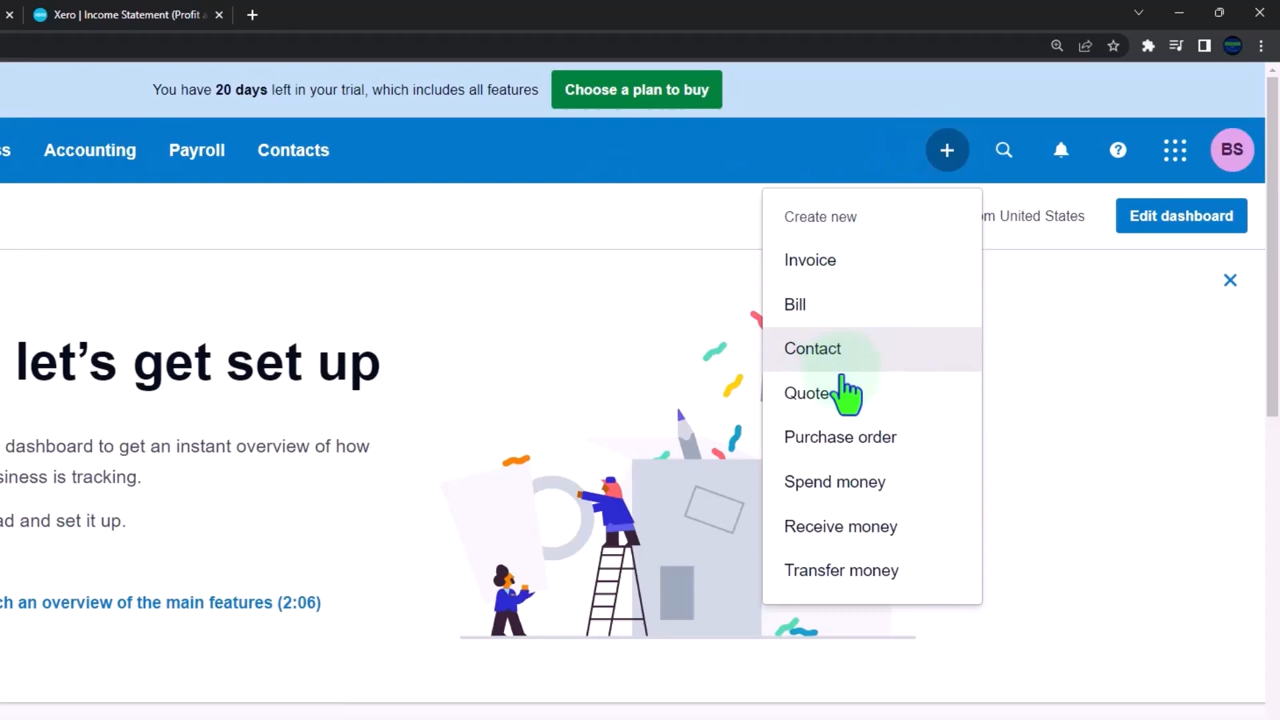 Xero | Income Statement (Profit a
You have 20 days left in your trial, which includes all features
Choose a plan to buy
s
Accounting
Payroll
Contacts
BS
Create new
om United States
Edit dashboard
Invoice
Bill
Contact
Quote
Purchase order
Spend money
Receive money
Transfer money
let’s get set up
dashboard to get an instant overview of how
siness is tracking.
ad and set it up.
ch an overview of the main features (2:06)